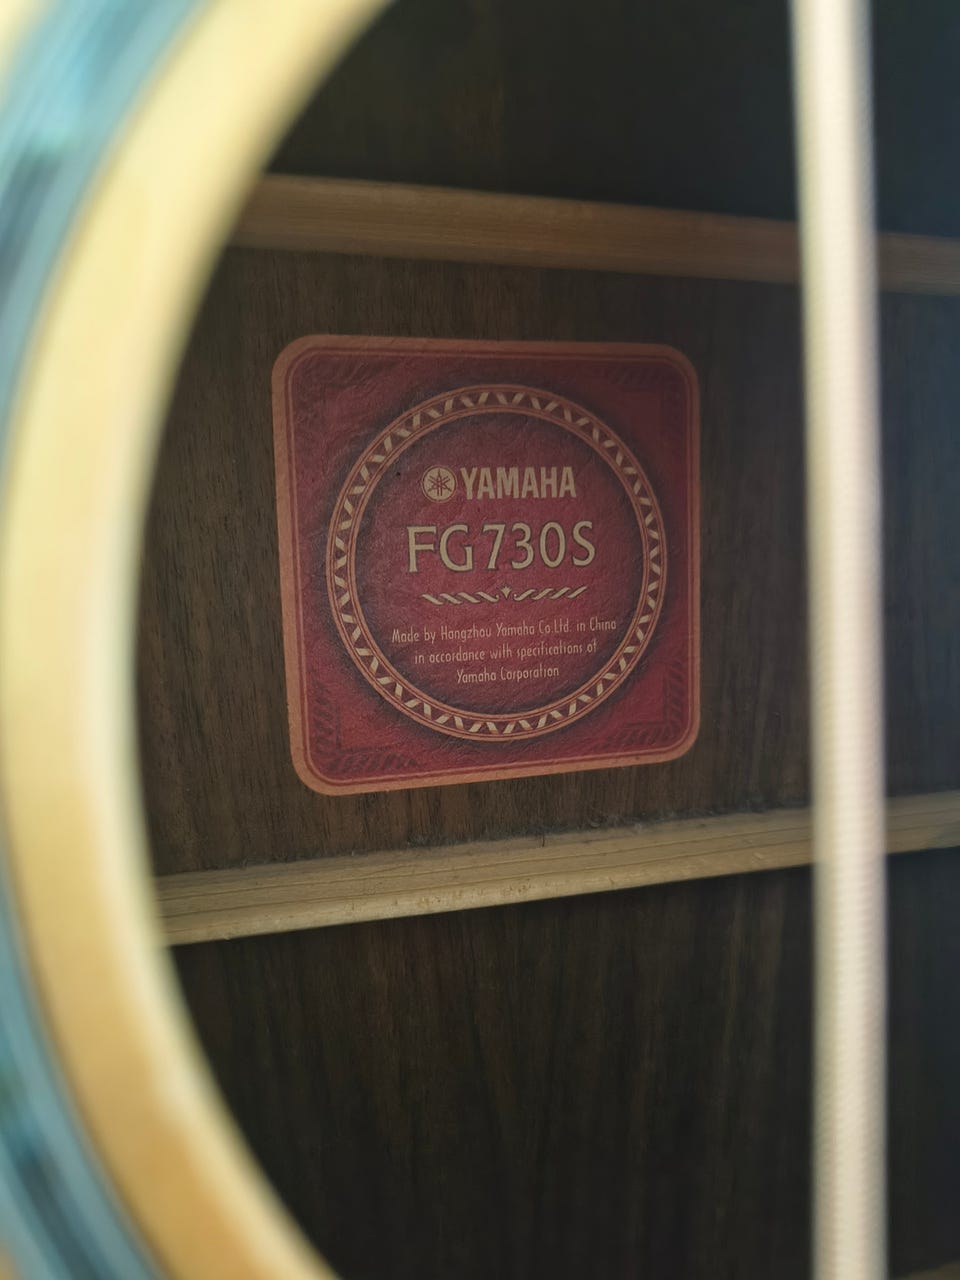 YAMAHA
FG730S
Made by Hangzhou Yamaha Co.Ltd. in China
in accordance with specifications of
Yamaha Corporation